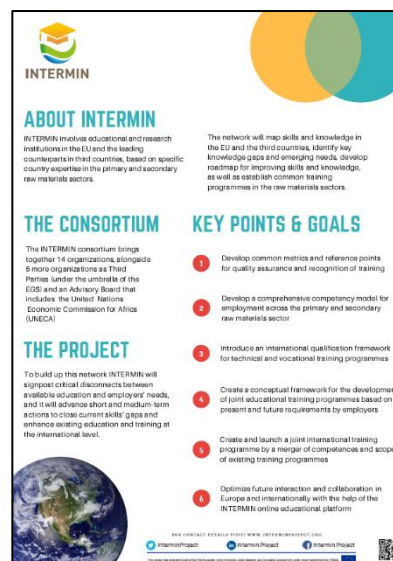 INTERMIN
ABOUT INTERMIN
INTERMIN involves educational and research
institutions in the EU and the leading
counterparts in third countries, based on specific
country expertise in the primary and secondary
raw materials sectors.
The network will map skills and knowledge in
the EU and the third countries, identify key
knowledge gaps and emerging needs, develop
roadmap for improving skills and knowledge,
as well as establish common training
programmes in the raw materials sectors.
THE CONSORTIUM
The INTERMIN consortium brings
together 14 organizations, alongside
5 more organizations as Third
Parties (under the umbrella of the
EGS) and an Advisory Board that
includes the United Nations
Economic Commission for Africa
(UNECA)
THE PROJECT
To build up this network INTERMIN will
signpost critical disconnects between
available education and employers' needs,
and it will advance short and medium-term
actions to close current skills' gaps and
enhance existing education and training at
the international level.
KEY POINTS & GOALS
1 Develop common metrics and reference points
for quality assurance and recognition of training
2 Develop a comprehensive competency model for
employment across the primary and secondary
raw materials sector
3 Introduce an international qualification framework
for technical and vocational training programmes
4 Create a conceptual framework for the development
of joint educational training programmes based on
present and future requirements by employers
5 Create and launch a joint international training
programme by a merger of competences and scope
of existing training programmes
6 Optimize future interaction and collaboration in
Europe and internationally with the help of the
INTERMIN online educational platform
FOR CONTACT DETAILS VISIT: WWW.INTERMINPROJECT.ORG
InterminProject
Intermin Project
Intermin Project